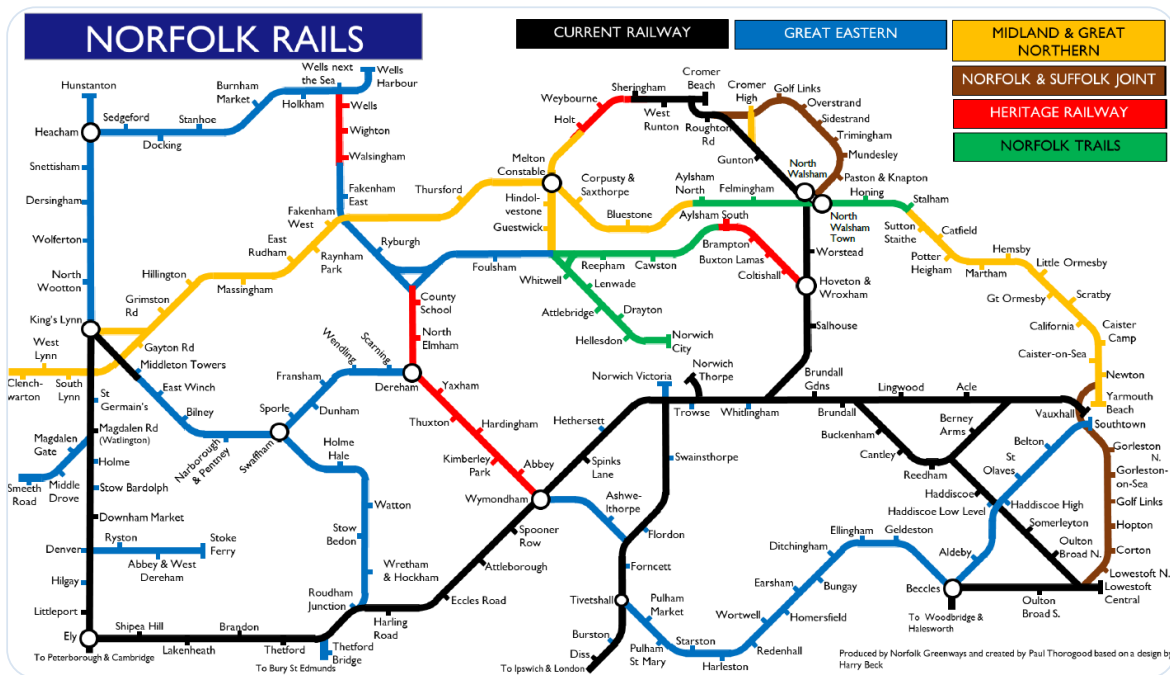 NORFOLK RAILS
CURRENT RAILWAY
GREAT EASTERN
MIDLAND & GREAT
NORTHERN
NORFOLK & SUFFOLK JOINT
HERITAGE RAILWAY
NORFOLK TRAILS
Hunstanton
Heacham
Sedgeford
Docking
Stanhoe
Burnham
Market
Holkham
Wells next
the Sea
Wells
Harbour
Wells
Wighton
Walsingham
Fakenham
East
Snettisham
Dersingham
Wolferton
North
Wootton
King's Lynn
Fakenham
West
Thursford
Melton
Constable
East
Rudham
Raynham
Park
Massingham
Hillington
Grimston
Rd
Gayton Rd
West
Lynn
Clench-
warton
South
Lynn
Ryburgh
County
School
North
Elmham
Foulsham
Hindol-
vestone
Guestwick
Holt
Weybourne
Sheringham
West
Runton
Cromer
Beach
Roughton
Rd
Cromer
High
Golf Links
Overstrand
Sidestrand
Trimingham
Mundesley
Paston & Knapton
Gunton
North
Walsham
North
Walsham
Town
Corpusty &
Saxthorpe
Bluestone
Aylsham
North
Felmingham
Honing
Stalham
Sutton
Staithe
Catfield
Potter
Heigham
Martham
Hemsby
Little Ormesby
Gt Ormesby
Scratby
California
Caister
Camp
Caister-on-Sea
Newton
Yarmouth
Beach
Aylsham South
Brampton
Buxton Lamas
Coltishall
Worstead
Hoveton &
Wroxham
Salhouse
Whitwell
Reepham
Cawston
Lenwade
Attlebridge
Drayton
Hellesdon
Norwich
City
Middleton Towers
East Winch
Bilney
Narborough
& Pentney
Swaffham
Sporle
Dunham
Fransham
Wendling
Scarning
Dereham
Yaxham
Thuxton
Hardingham
Kimberley
Park
Abbey
Wymondham
Holme
Hale
Watton
Stow
Bedon
Wretham
& Hockham
Roudham
Junction
St
Germain's
Magdalen Rd
(Watlington)
Magdalen
Gate
Middle
Drove
Smeeth
Road
Holme
Stow Bardolph
Downham Market
Denver
Ryston
Abbey & West
Dereham
Stoke
Ferry
Hilgay
Littleport
Ely
To Peterborough & Cambridge
Shipea Hill
Lakenheath
Brandon
Thetford
Thetford
Bridge
To Bury St Edmunds
Harling
Road
Eccles Road
Attleborough
Spooner
Row
Spinks
Lane
Hethersett
Norwich Victoria
Norwich
Thorpe
Trowse
Whitlingham
Swainsthorpe
Ashwe-
lthorpe
Flordon
Forncett
Tivetshall
Burston
Diss
To Ipswich & London
Pulham
Market
Pulham
St Mary
Starston
Harleston
Redenhall
Wortwell
Homersfield
Earsham
Bungay
Ditchingham
Ellingham
Geldeston
Beccles
To Woodbridge &
Halesworth
Aldeby
Haddiscoe High
Haddiscoe Low Level
Haddiscoe
St
Olaves
Belton
Southtown
Brundall
Gdns
Brundall
Lingwood
Acle
Vauxhall
Buckenham
Cantley
Reedham
Berney
Arms
Somerleyton
Oulton
Broad N.
Oulton
Broad S.
Lowestoft N.
Lowestoft
Central
Gorleston
N.
Gorleston-
on-Sea
Golf Links
Hopton
Corton
Produced by Norfolk Greenways and created by Paul Thorogood based on a design by
Harry Beck